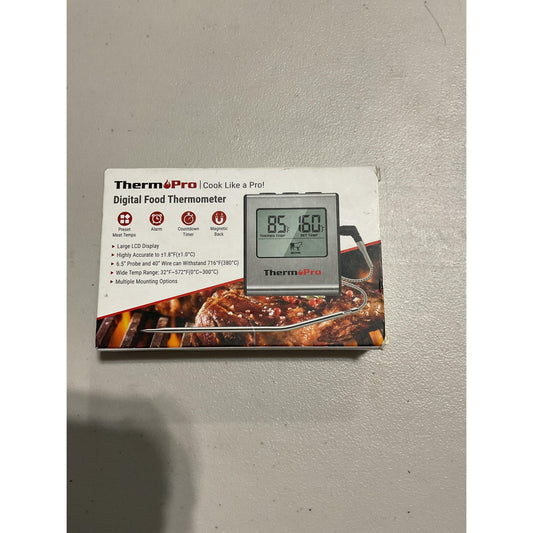 ThermoPro | Cook Like a Pro!
Digital Food Thermometer
Preset Meat Temps
Alarm
Countdown Timer
Magnetic Back
Large LCD Display
Highly Accurate to ±1.8°F(±1.0°C)
6.5" Probe and 40" Wire can Withstand 716°F(380°C)
Wide Temp Range; 32°F~572°F(0°C~300°C)
Multiple Mounting Options
85°F 160°F
ThermoPro